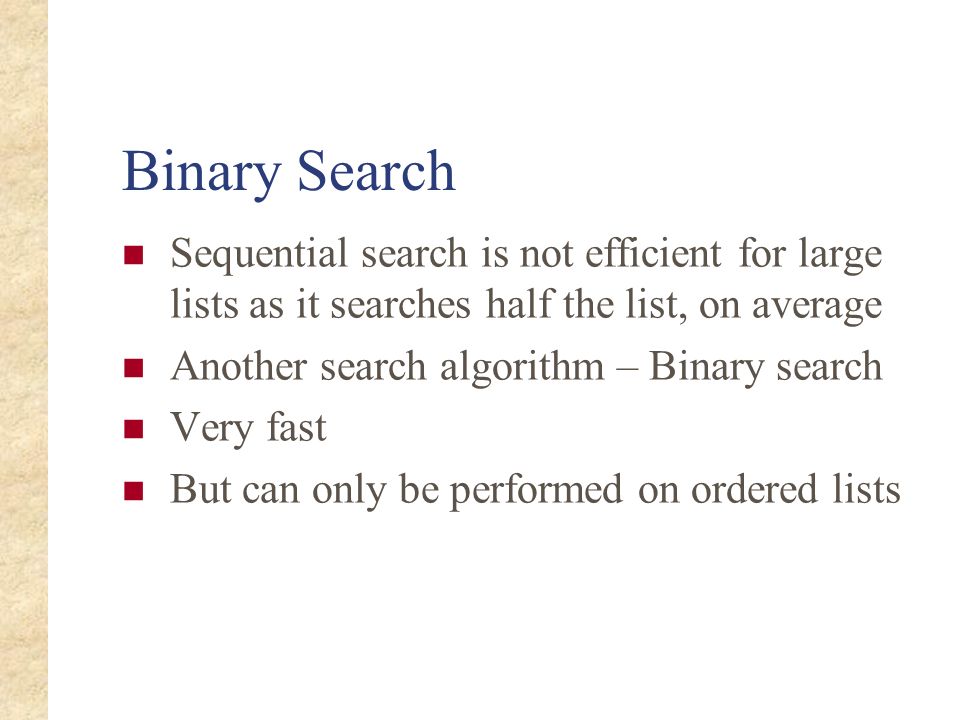 Binary Search
Sequential search is not efficient for large
lists as it searches half the list, on average
Another search algorithm – Binary search
Very fast
But can only be performed on ordered lists